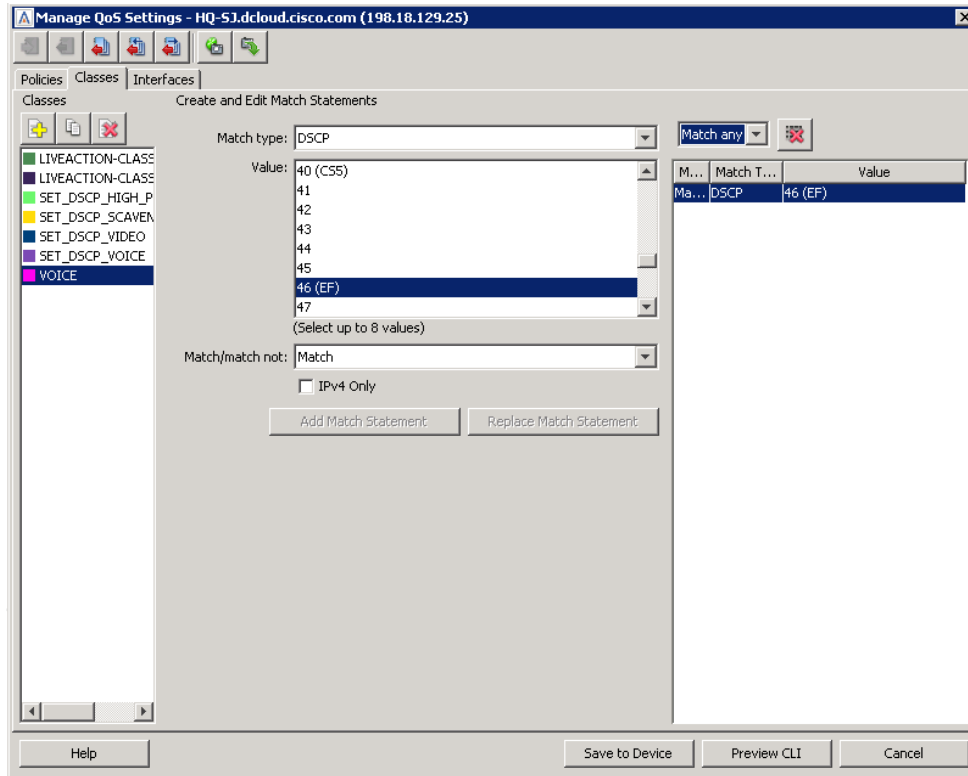 Manage QoS Settings - HQ-SJ.dcloud.cisco.com (198.18.129.25)
Policies Classes Interfaces
Classes
LIVEACTION-CLASS
LIVEACTION-CLASS
SET_DSCP_HIGH_P
SET_DSCP_SCAVEN
SET_DSCP_VIDEO
SET_DSCP_VOICE
VOICE
Create and Edit Match Statements
Match type: DSCP
Value: 40 (CS5)
41
42
43
44
45
46 (EF)
47
(Select up to 8 values)
Match/match not: Match
IPv4 Only
Add Match Statement Replace Match Statement
Match any
M... Match T... Value
Ma... DSCP 46 (EF)
Help Save to Device Preview CLI Cancel